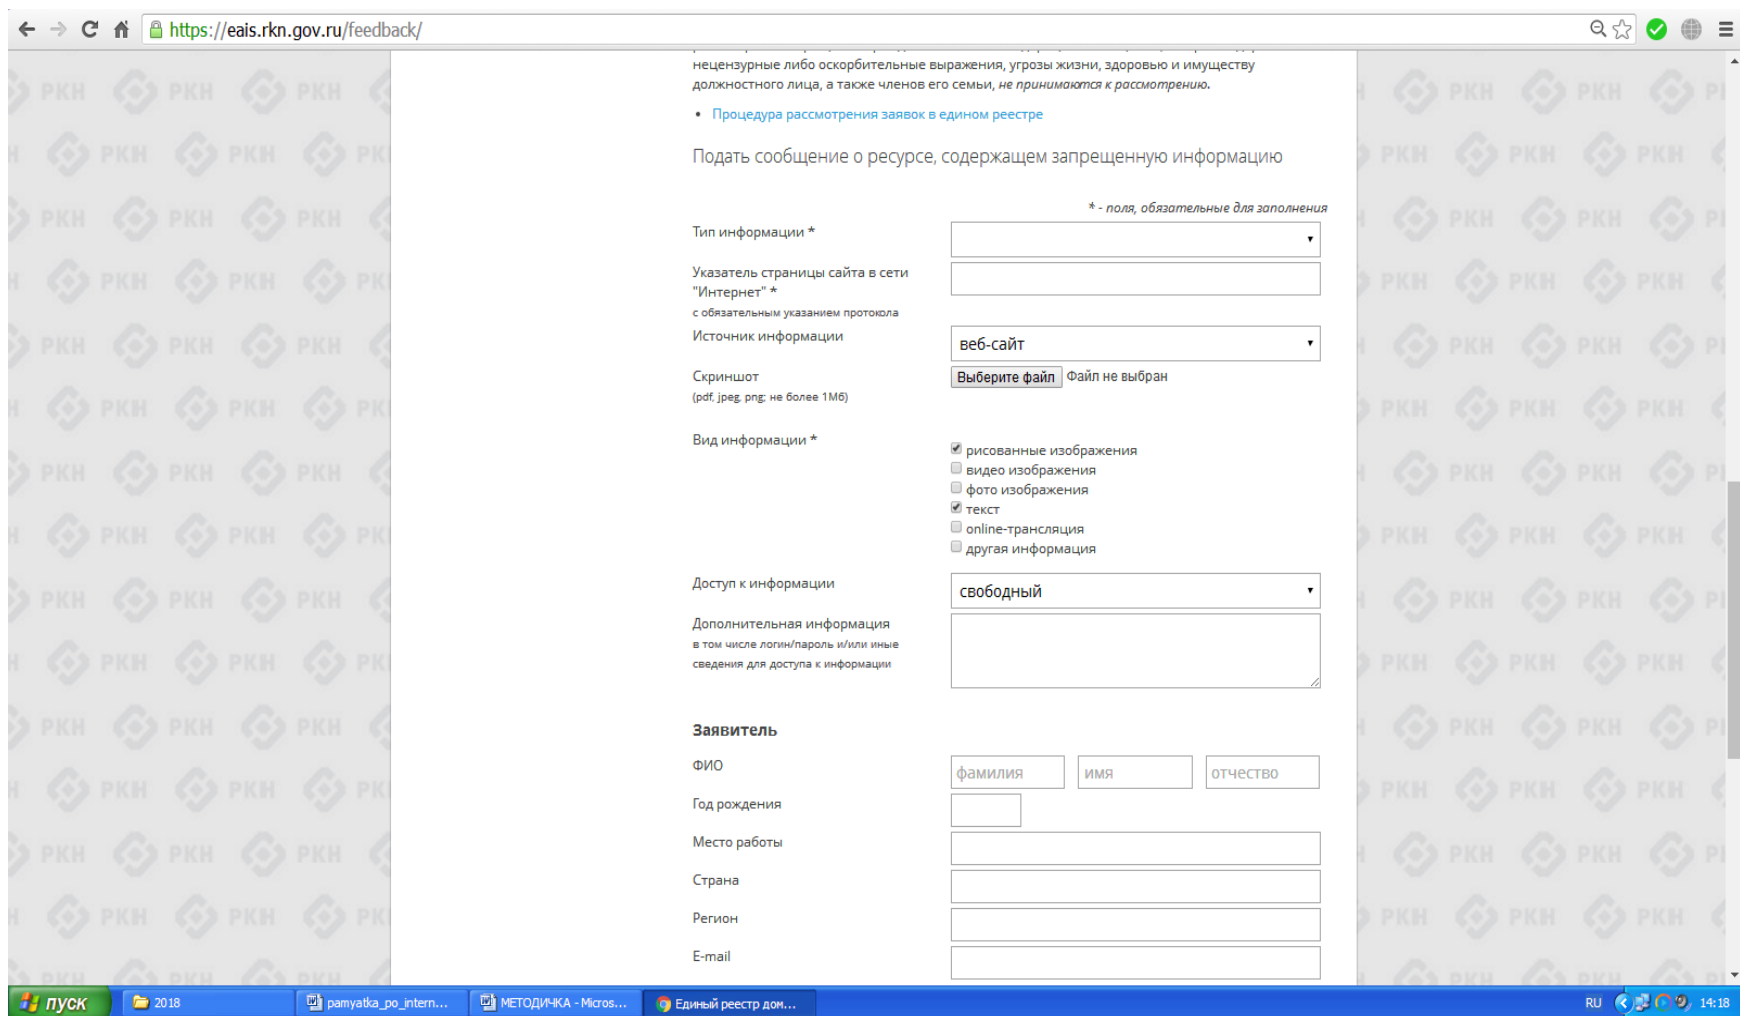 https://eais.rkn.gov.ru/feedback/
нецензурные либо оскорбительные выражения, угрозы жизни, здоровью и имуществу
должностного лица, а также членов его семьи, не принимаются к рассмотрению.
• Процедура рассмотрения заявок в едином реестре
Подать сообщение о ресурсе, содержащем запрещенную информацию
* - поля, обязательные для заполнения
Тип информации *
Указатель страницы сайта в сети
"Интернет" *
с обязательным указанием протокола
Источник информации
веб-сайт
Скриншот
Выберите файл Файл не выбран
(pdf, jpeg, png; не более 1Мб)
Вид информации *
рисованные изображения
видео изображения
фото изображения
текст
online-трансляция
другая информация
Доступ к информации
свободный
Дополнительная информация
в том числе логин/пароль и/или иные
сведения для доступа к информации
Заявитель
ФИО
фамилия имя отчество
Год рождения
Место работы
Страна
Регион
E-mail
РКН
пуск 2018 pamyatka_po_intern... МЕТОДИЧКА - Micros... Единый реестр дом... RU 14:18